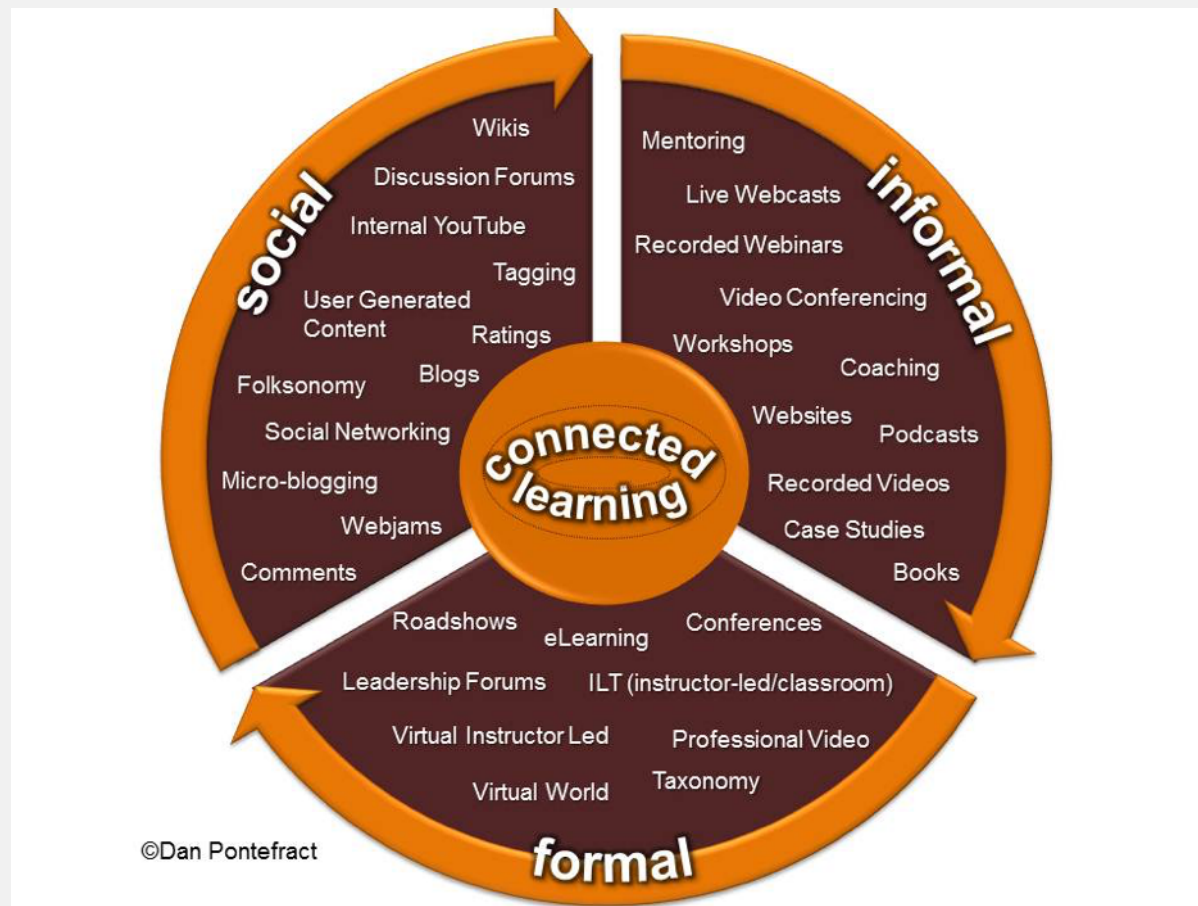 social
Wikis
Discussion Forums
Internal YouTube
Tagging
User Generated
Content
Ratings
Blogs
Folksonomy
Social Networking
Micro-blogging
Webjams
Comments
informal
Mentoring
Live Webcasts
Recorded Webinars
Video Conferencing
Workshops
Coaching
Websites
Podcasts
Recorded Videos
Case Studies
Books
connected
learning
Roadshows
eLearning
Conferences
Leadership Forums
ILT (instructor-led/classroom)
Virtual Instructor Led
Professional Video
Virtual World
Taxonomy
formal
©Dan Pontefract